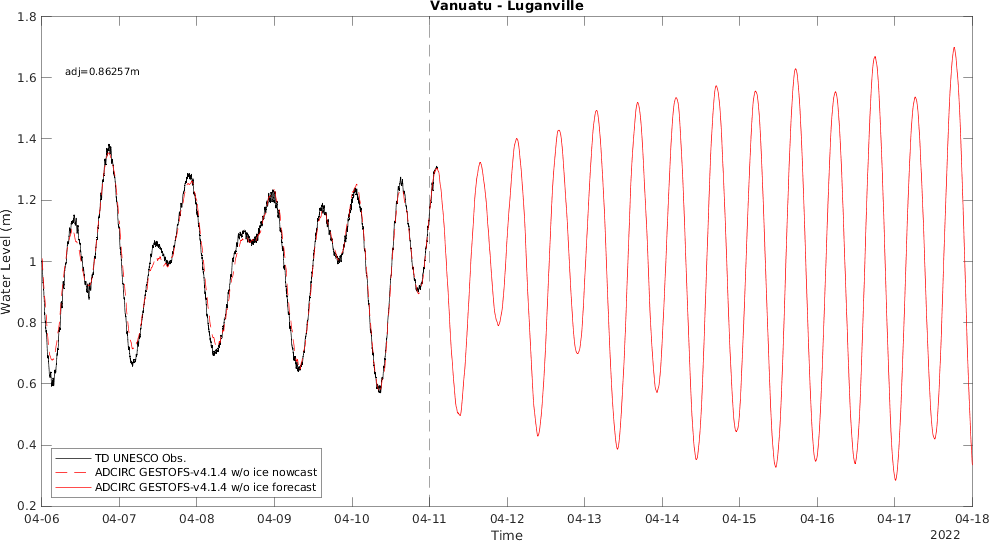 Vanuatu - Luganville
1.8
1.6
1.4
1.2
1
0.8
0.6
0.4
0.2
Water Level (m)
adj=0.86257m
TD UNESCO Obs.
ADCIRC GESTOFS-v4.1.4 w/o ice nowcast
ADCIRC GESTOFS-v4.1.4 w/o ice forecast
04-06 04-07 04-08 04-09 04-10 04-11 04-12 04-13 04-14 04-15 04-16 04-17 04-18
Time
2022